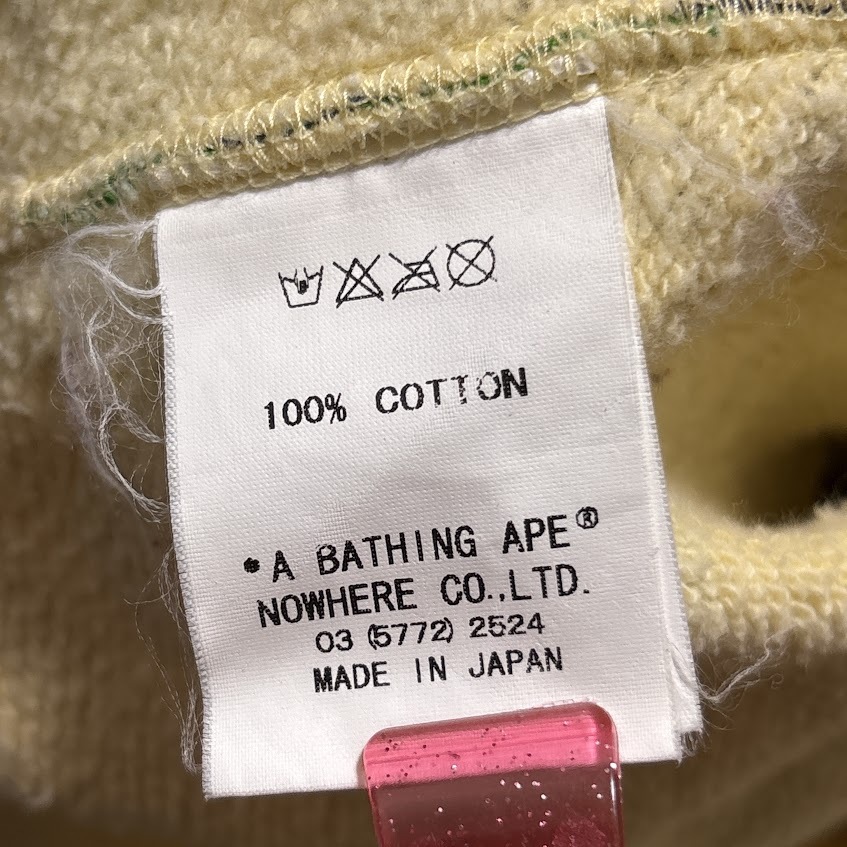 100% COTTON
•A BATHING APE®
NOWHERE CO.,LTD.
03 (5772) 2524
MADE IN JAPAN